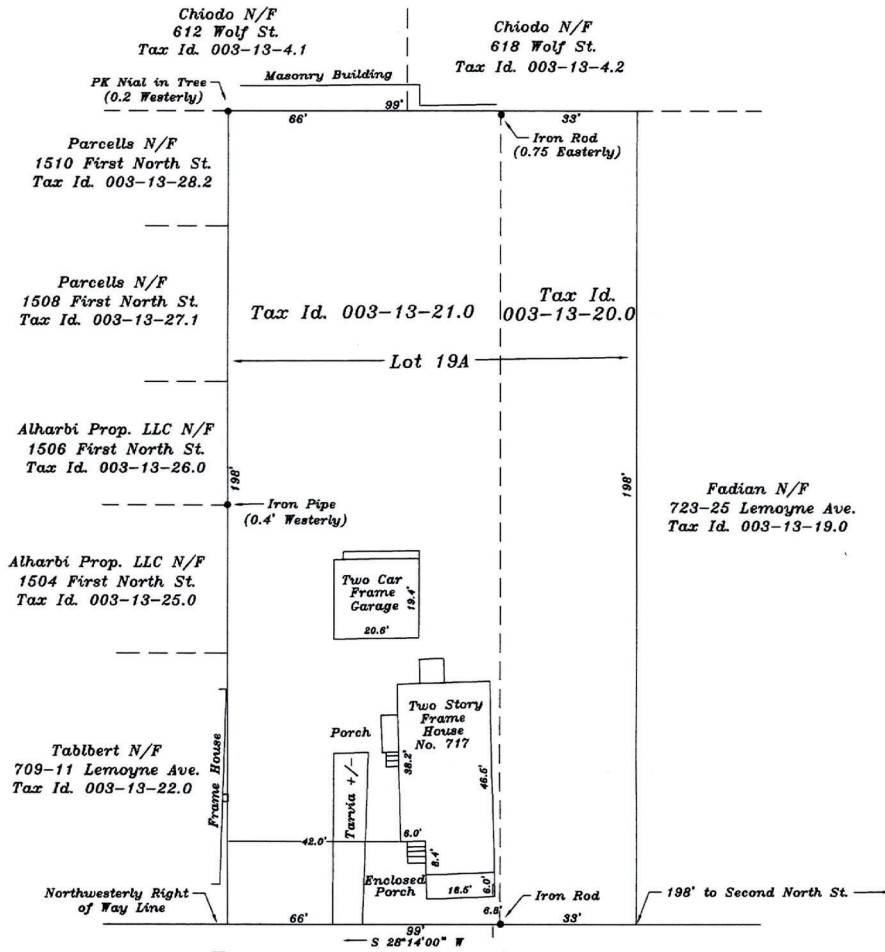 Chiodo N/F
612 Wolf St.
Tax Id. 003-13-4.1
Chiodo N/F
618 Wolf St.
Tax Id. 003-13-4.2
PK Nial in Tree
(0.2 Westerly)
Masonry Building
99'
66'
33'
Iron Rod
(0.75 Easterly)
Parcells N/F
1510 First North St.
Tax Id. 003-13-28.2
Parcells N/F
1508 First North St.
Tax Id. 003-13-27.1
Tax Id. 003-13-21.0
Tax Id.
003-13-20.0
Lot 19A
Alharbi Prop. LLC N/F
1506 First North St.
Tax Id. 003-13-26.0
198'
198'
Iron Pipe
(0.4' Westerly)
Fadian N/F
723-25 Lemoyne Ave.
Tax Id. 003-13-19.0
Alharbi Prop. LLC N/F
1504 First North St.
Tax Id. 003-13-25.0
Two Car
Frame
Garage
19.4'
20.6'
Two Story
Frame
House
No. 717
Porch
38.2'
46.5'
Tablbert N/F
709-11 Lemoyne Ave.
Tax Id. 003-13-22.0
Frame House
Tarvia +/-
42.0'
6.0'
8.4'
Enclosed
Porch
16.5'
6.0'
Northwesterly Right
of Way Line
Iron Rod
198' to Second North St.
66'
6.8'
33'
99'
S 28°14'00" W